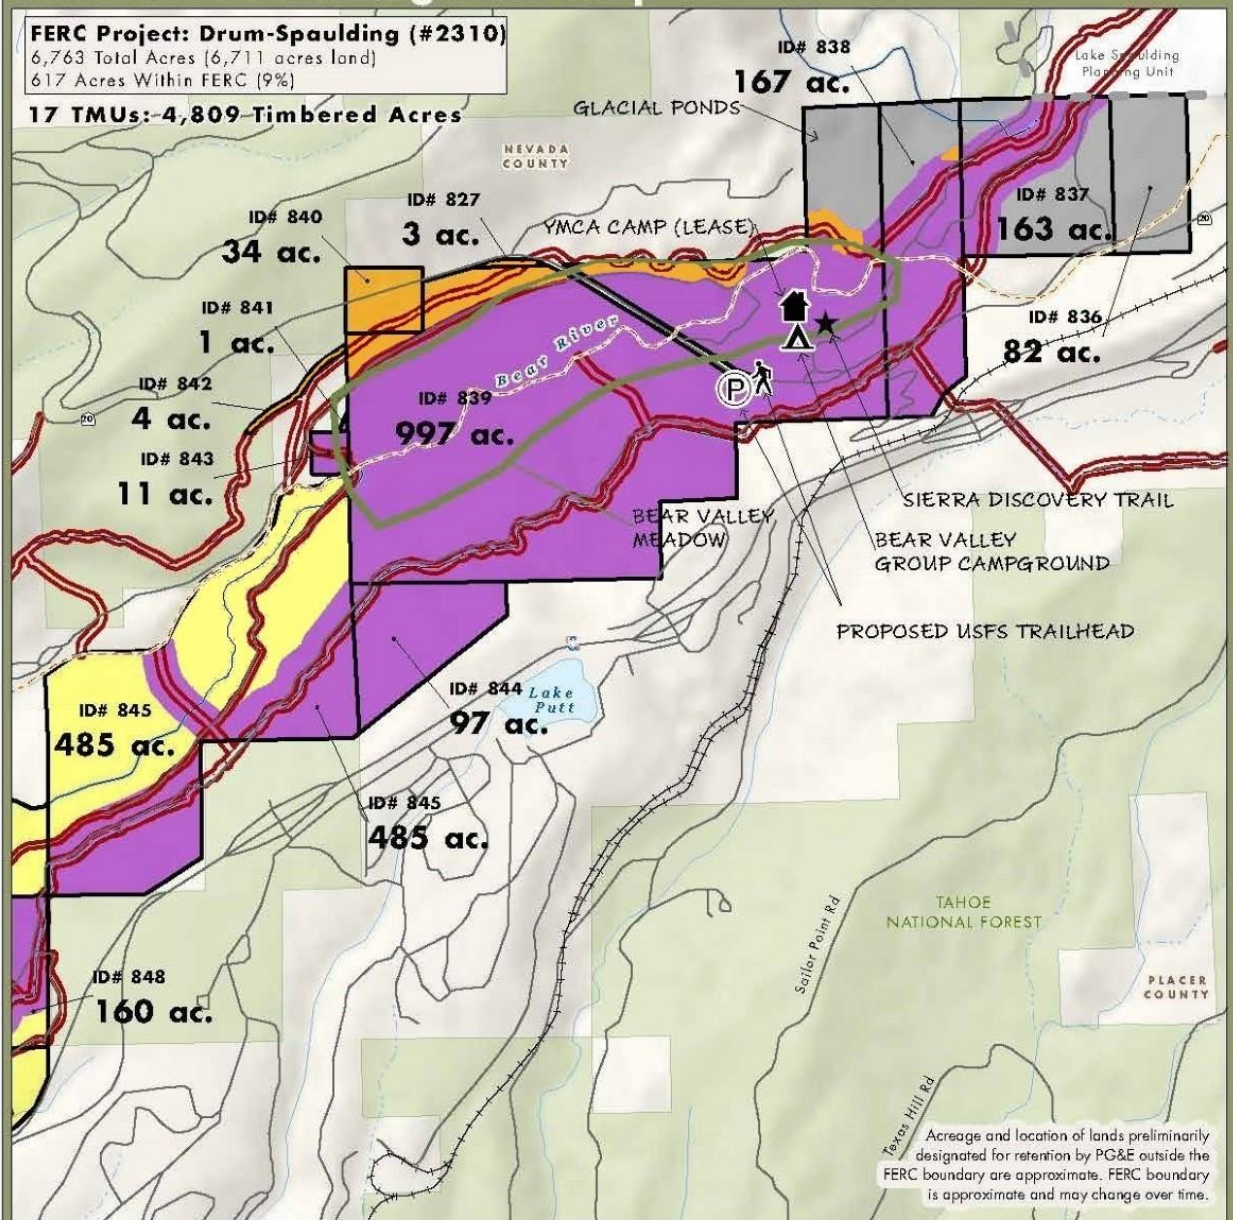 FERC Project: Drum-Spaulding (#2310)
6,763 Total Acres (6,711 acres land)
617 Acres Within FERC (9%)
17 TMUs: 4,809 Timbered Acres
ID# 838
167 ac.
Lake Spaulding
Planning Unit
GLACIAL PONDS
NEVADA
COUNTY
ID# 837
163 ac.
ID# 827
3 ac.
ID# 840
34 ac.
YMCA CAMP (LEASE)
20
ID# 841
1 ac.
ID# 836
82 ac.
Bear River
ID# 842
4 ac.
20
P
ID# 839
997 ac.
ID# 843
11 ac.
SIERRA DISCOVERY TRAIL
BEAR VALLEY
MEADOW
BEAR VALLEY
GROUP CAMPGROUND
PROPOSED USFS TRAILHEAD
ID# 844
97 ac.
Lake
Putt
ID# 845
485 ac.
ID# 845
485 ac.
TAHOE
NATIONAL FOREST
Sailor Point Rd
ID# 848
160 ac.
PLACER
COUNTY
Texas Hill Rd
Acreage and location of lands preliminarily
designated for retention by PG&E outside the
FERC boundary are approximate. FERC boundary
is approximate and may change over time.